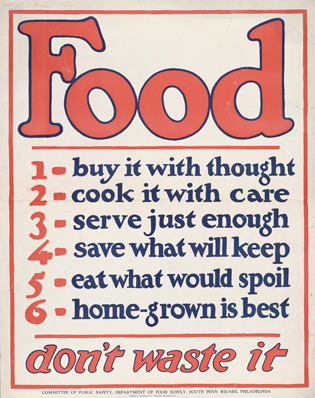 Food
1- buy it with thought
2- cook it with care
3- serve just enough
4- save what will keep
5- eat what would spoil
6- home-grown is best
don't waste it
COMMITTEE OF PUBLIC SAFETY, DEPARTMENT OF FOOD SUPPLY, SOUTH PENN SQUARE, PHILADELPHIA